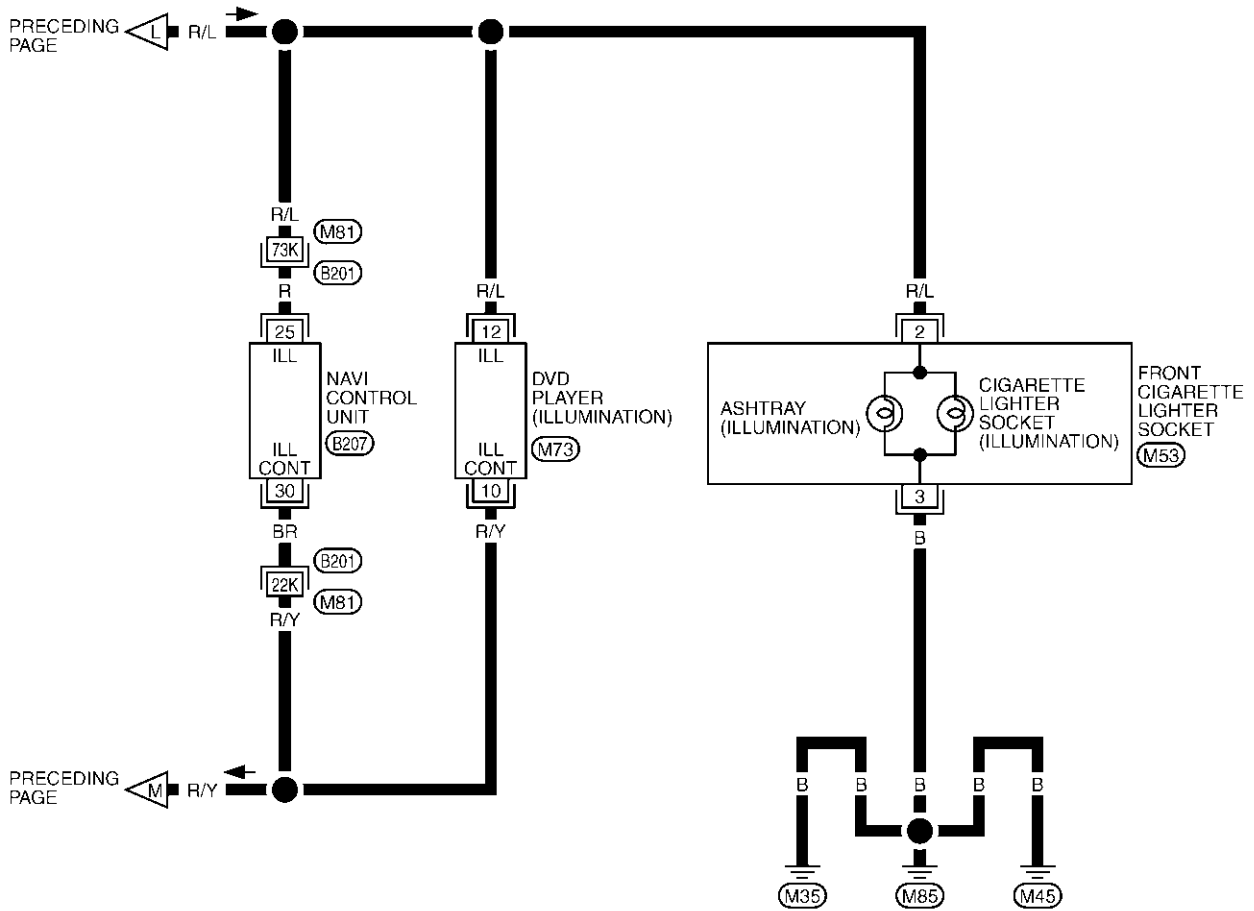 PRECEDING
PAGE
L
R/L
R/L
M81
73K
B201
R
25
ILL
NAVI
CONTROL
UNIT
B207
ILL
CONT
30
BR
B201
22K
M81
R/Y
R/L
12
ILL
DVD
PLAYER
(ILLUMINATION)
M73
10
R/Y
R/L
2
ASHTRAY
(ILLUMINATION)
CIGARETTE
LIGHTER
SOCKET
(ILLUMINATION)
FRONT
CIGARETTE
LIGHTER
SOCKET
M53
3
B
PRECEDING
PAGE
M
R/Y
B
B
B
B
B
M35
M85
M45